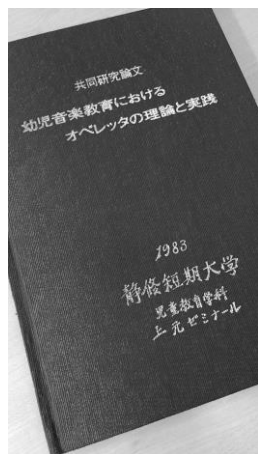 共同研究論文
幼児音楽教育における
オペレッタの理論と実践
1983
静修短期大学
児童教育学科
上元ゼミナール